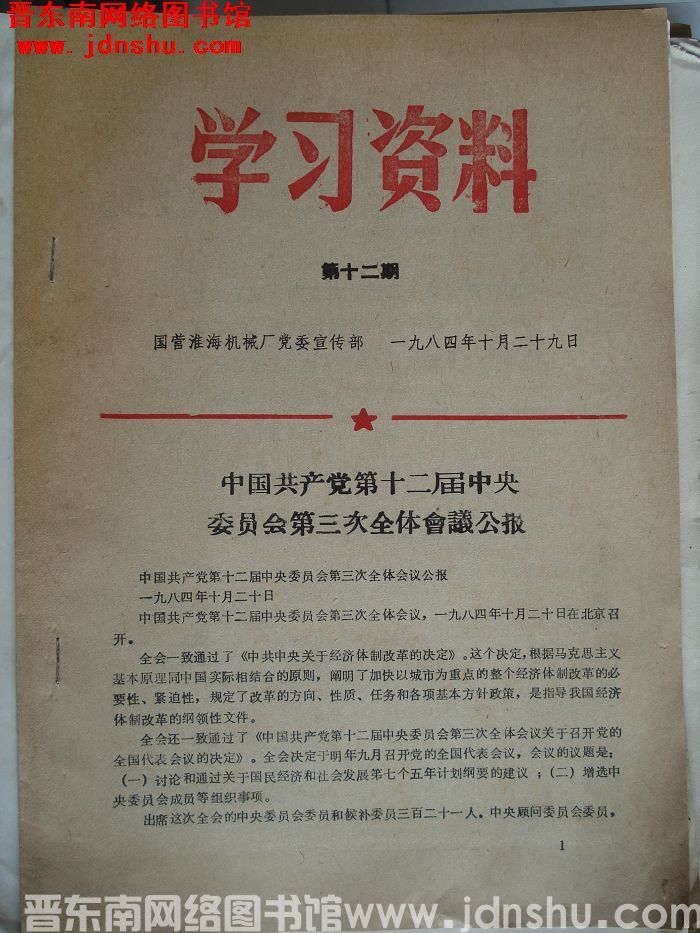 晋东南网络图书馆
www.jdnshu.com
学习资料
第十二期
国营淮海机械厂党委宣传部 一九八四年十月二十九日
中国共产党第十二届中央
委员会第三次全体會議公报
中国共产党第十二届中央委员会第三次全体会议公报
一九八四年十月二十日
中国共产党第十二届中央委员会第三次全体会议，一九八四年十月二十日在北京召
开。
全会一致通过了《中共中央关于经济体制改革的决定》。这个决定，根据马克思主义
基本原理同中国实际相结合的原则，阐明了加快以城市为重点的整个经济体制改革的必
要性、紧迫性，规定了改革的方向、性质、任务和各项基本方针政策，是指导我国经济
体制改革的纲领性文件。
全会还一致通过了《中国共产党第十二届中央委员会第三次全体会议关于召开党的
全国代表会议的决定》。全会决定于明年九月召开党的全国代表会议，会议的议题是：
（一）讨论和通过关于国民经济和社会发展第七个五年计划纲要的建议；（二）增选中
央委员会成员等组织事项。
出席这次全会的中央委员会委员和候补委员三百二十一人。中央顾问委员会委员，
1
晋东南网络图书馆www.jdnshu.com